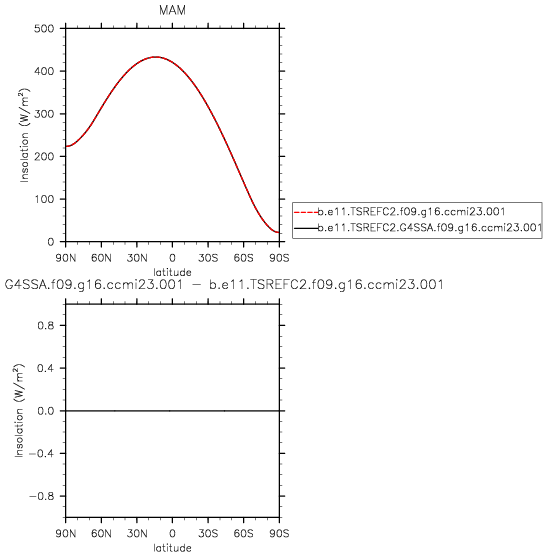 MAM
500
400
300
200
100
0
Insolation (W/m²)
90N 60N 30N 0 30S 60S 90S
latitude
b.e11.TSREFC2.f09.g16.ccmi23.001
b.e11.TSREFC2.G4SSA.f09.g16.ccmi23.001
G4SSA.f09.g16.ccmi23.001 − b.e11.TSREFC2.f09.g16.ccmi23.001
0.8
0.4
0.0
−0.4
−0.8
Insolation (W/m²)
90N 60N 30N 0 30S 60S 90S
latitude